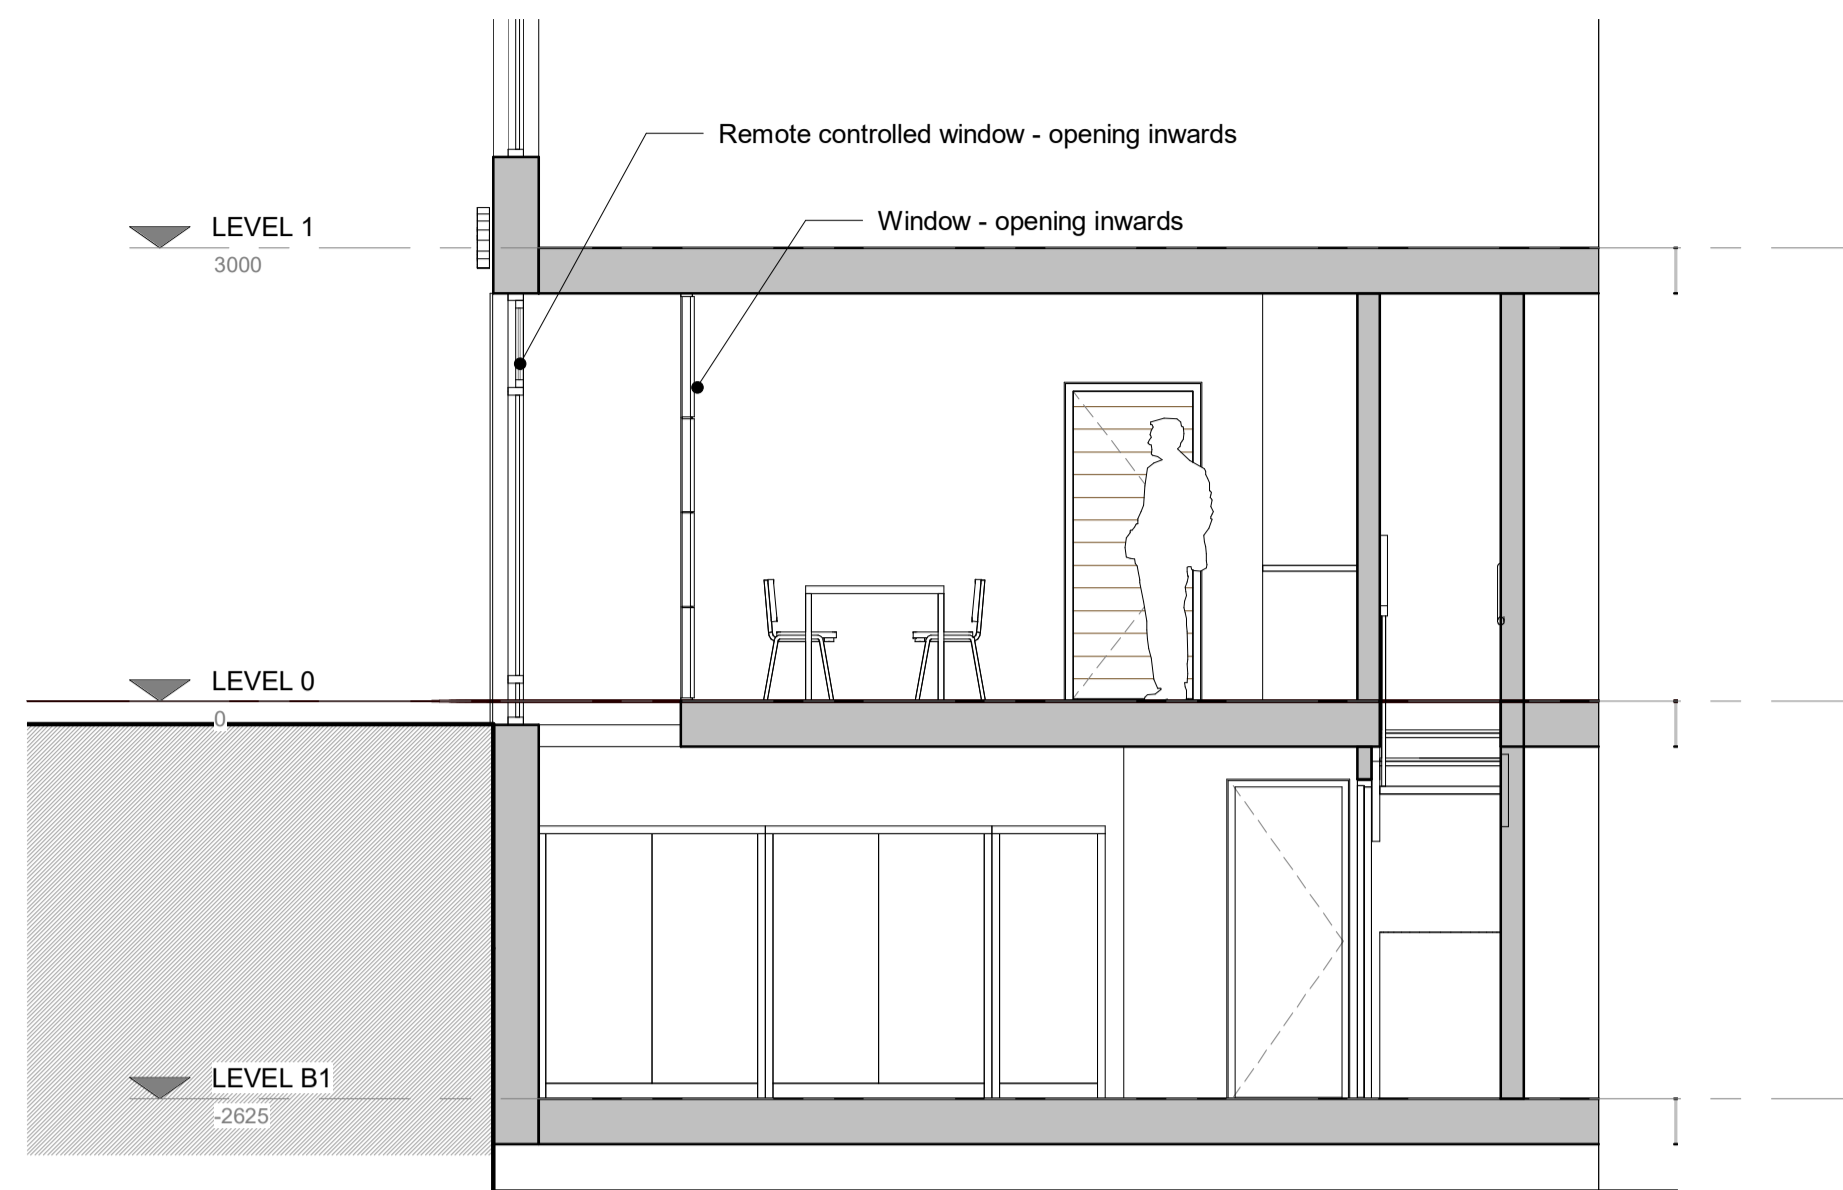 Remote controlled window - opening inwards
Window - opening inwards
LEVEL 1
3000
LEVEL 0
0
LEVEL B1
-2625